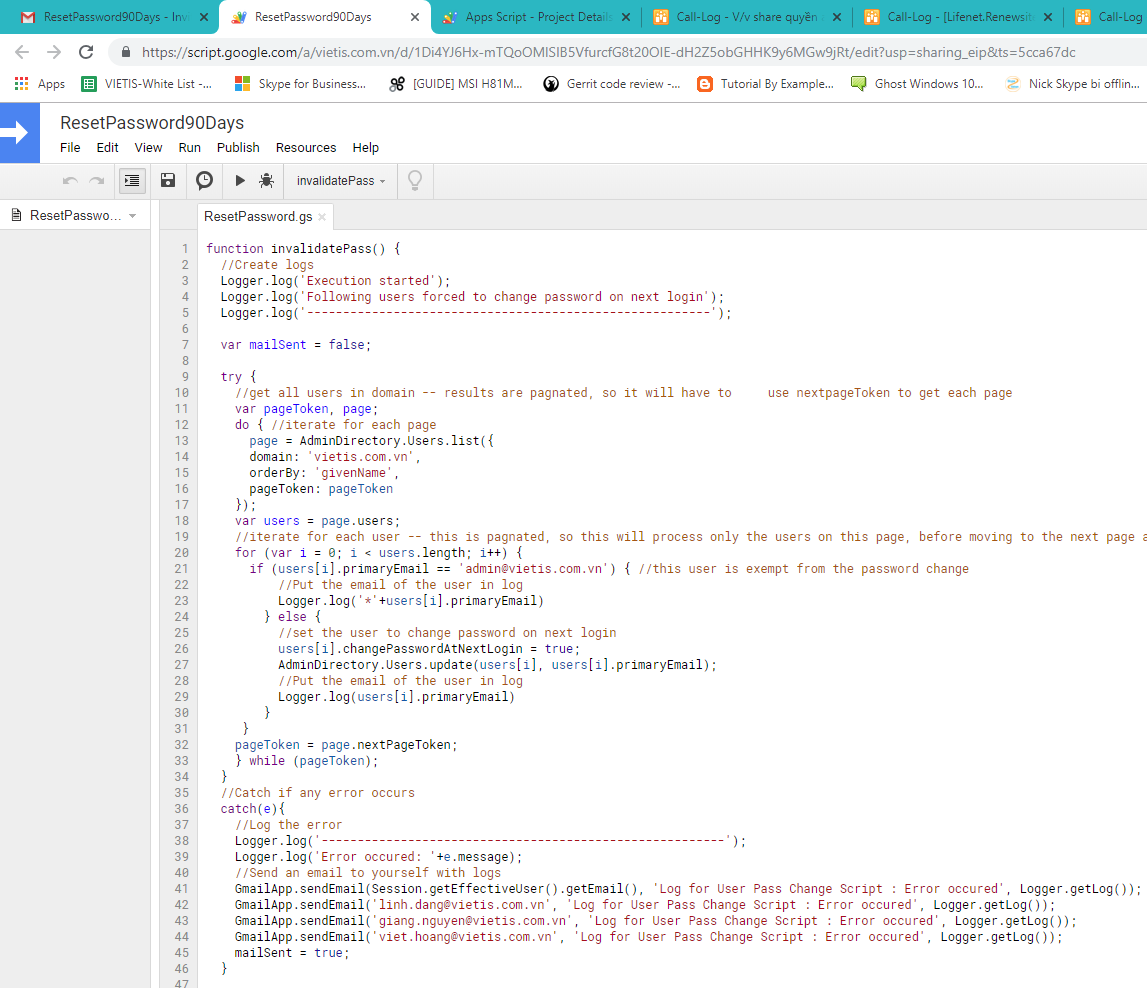 ResetPassword90Days - Inv
ResetPassword90Days
Apps Script - Project Details
Call-Log - V/v share quyền
Call-Log - [Lifenet.Renewsit
Call-Log
https://script.google.com/a/vietis.com.vn/d/1Di4YJ6Hx-mTQoOMISIB5VfurcfG8t20OIE-dH2Z5obGHHK9y6MGw9jRt/edit?usp=sharing_eip&ts=5cca67dc
Apps
VIETIS-White List -...
Skype for Business...
[GUIDE] MSI H81M...
Gerrit code review -...
Tutorial By Example...
Ghost Windows 10...
Nick Skype bi offlin...
ResetPassword90Days
File Edit View Run Publish Resources Help
invalidatePass
ResetPasswo...
ResetPassword.gs
1 function invalidatePass() {
2 //Create logs
3 Logger.log('Execution started');
4 Logger.log('Following users forced to change password on next login');
5 Logger.log('--------------------------------------------------------');
6
7 var mailSent = false;
8
9 try {
10 //get all users in domain -- results are pagnated, so it will have to     use nextpageToken to get each page
11 var pageToken, page;
12 do { //iterate for each page
13 page = AdminDirectory.Users.list({
14 domain: 'vietis.com.vn',
15 orderBy: 'givenName',
16 pageToken: pageToken
17 });
18 var users = page.users;
19 //iterate for each user -- this is pagnated, so this will process only the users on this page, before moving to the next page a
20 for (var i = 0; i < users.length; i++) {
21 if (users[i].primaryEmail == 'admin@vietis.com.vn') { //this user is exempt from the password change
22 //Put the email of the user in log
23 Logger.log('*'+users[i].primaryEmail)
24 } else {
25 //set the user to change password on next login
26 users[i].changePasswordAtNextLogin = true;
27 AdminDirectory.Users.update(users[i], users[i].primaryEmail);
28 //Put the email of the user in log
29 Logger.log(users[i].primaryEmail)
30 }
31 }
32 pageToken = page.nextPageToken;
33 } while (pageToken);
34 }
35 //Catch if any error occurs
36 catch(e){
37 //Log the error
38 Logger.log('--------------------------------------------------------');
39 Logger.log('Error occured: '+e.message);
40 //Send an email to yourself with logs
41 GmailApp.sendEmail(Session.getEffectiveUser().getEmail(), 'Log for User Pass Change Script : Error occured', Logger.getLog());
42 GmailApp.sendEmail('linh.dang@vietis.com.vn', 'Log for User Pass Change Script : Error occured', Logger.getLog());
43 GmailApp.sendEmail('giang.nguyen@vietis.com.vn', 'Log for User Pass Change Script : Error occured', Logger.getLog());
44 GmailApp.sendEmail('viet.hoang@vietis.com.vn', 'Log for User Pass Change Script : Error occured', Logger.getLog());
45 mailSent = true;
46 }
47